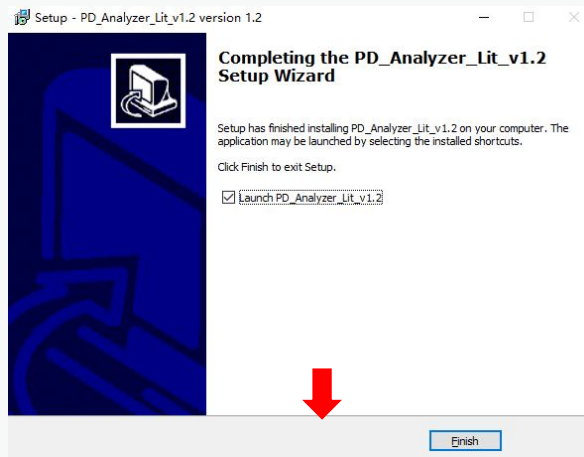 Setup - PD_Analyzer_Lit_v1.2 version 1.2
Completing the PD_Analyzer_Lit_v1.2
Setup Wizard
Setup has finished installing PD_Analyzer_Lit_v1.2 on your computer. The
application may be launched by selecting the installed shortcuts.
Click Finish to exit Setup.
Launch PD_Analyzer_Lit_v1.2
Finish